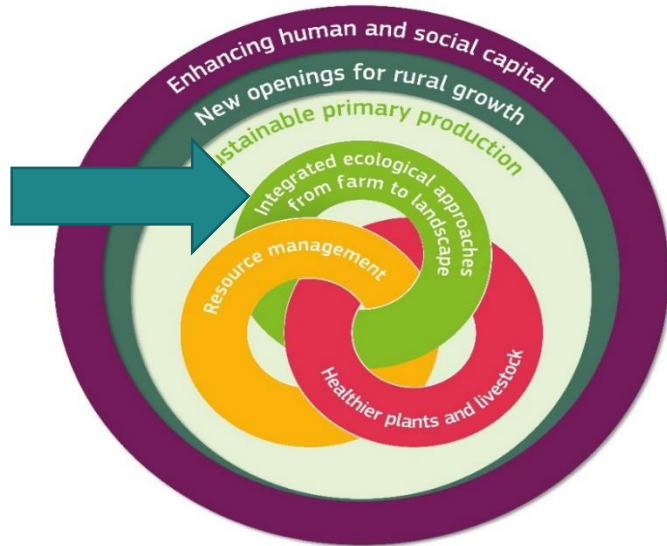 Enhancing human and social capital
New openings for rural growth
ustainable primary production
Integrated ecological approaches
from farm to landscape
Resource management
Healthier plants and livestock